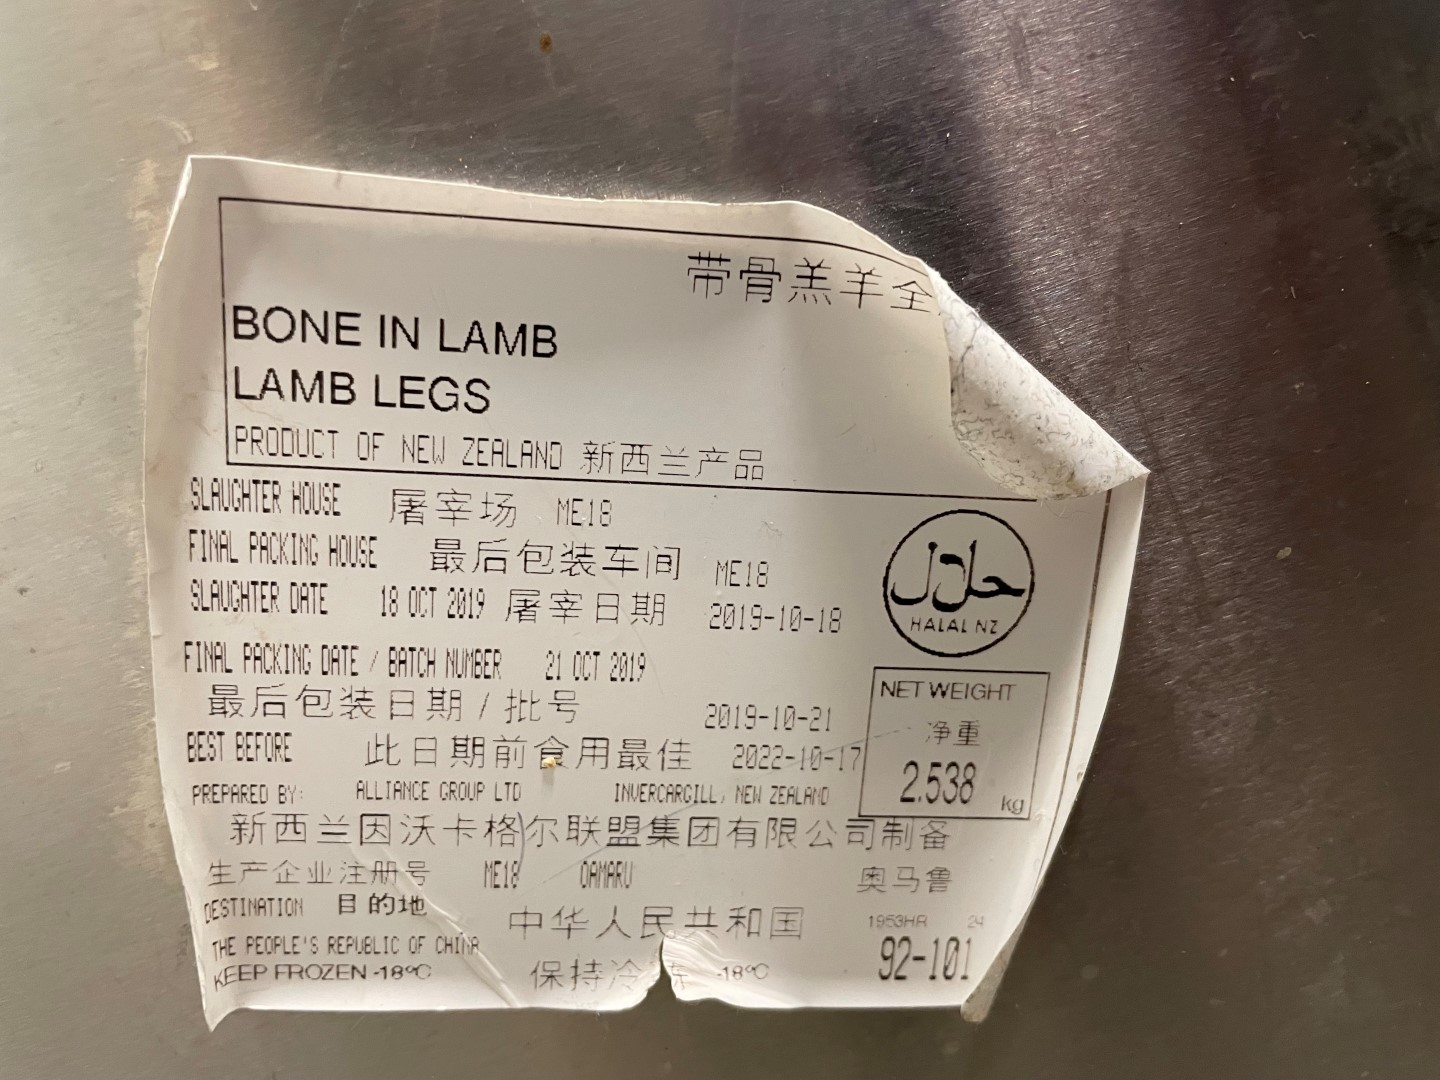 带骨羔羊全
BONE IN LAMB
LAMB LEGS
PRODUCT OF NEW ZEALAND 新西兰产品
SLAUGHTER HOUSE 屠宰场 ME18
FINAL PACKING HOUSE 最后包装车间 ME18
SLAUGHTER DATE 18 OCT 2019 屠宰日期 2019-10-18
حلال
HALAL NZ
FINAL PACKING DATE / BATCH NUMBER 21 OCT 2019
最后包装日期 / 批号 2019-10-21
BEST BEFORE 此日期前食用最佳 2022-10-17
NET WEIGHT
净重
2.538 kg
PREPARED BY: ALLIANCE GROUP LTD INVERCARGILL, NEW ZEALAND
新西兰因沃卡格尔联盟集团有限公司制备
生产企业注册号 ME18 OAMARU 奥马鲁
DESTINATION 目的地 中华人民共和国 1953HR 24
THE PEOPLE'S REPUBLIC OF CHINA 92-101
KEEP FROZEN -18°C 保持冷冻 -18°C